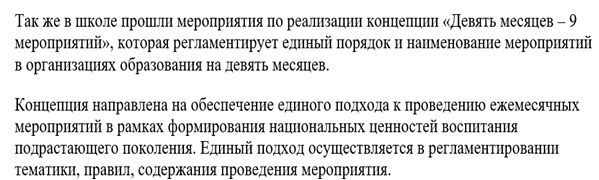 Так же в школе прошли мероприятия по реализации концепции «Девять месяцев – 9
мероприятий», которая регламентирует единый порядок и наименование мероприятий
в организациях образования на девять месяцев.
Концепция направлена на обеспечение единого подхода к проведению ежемесячных
мероприятий в рамках формирования национальных ценностей воспитания
подрастающего поколения. Единый подход осуществляется в регламентировании
тематики, правил, содержания проведения мероприятия.